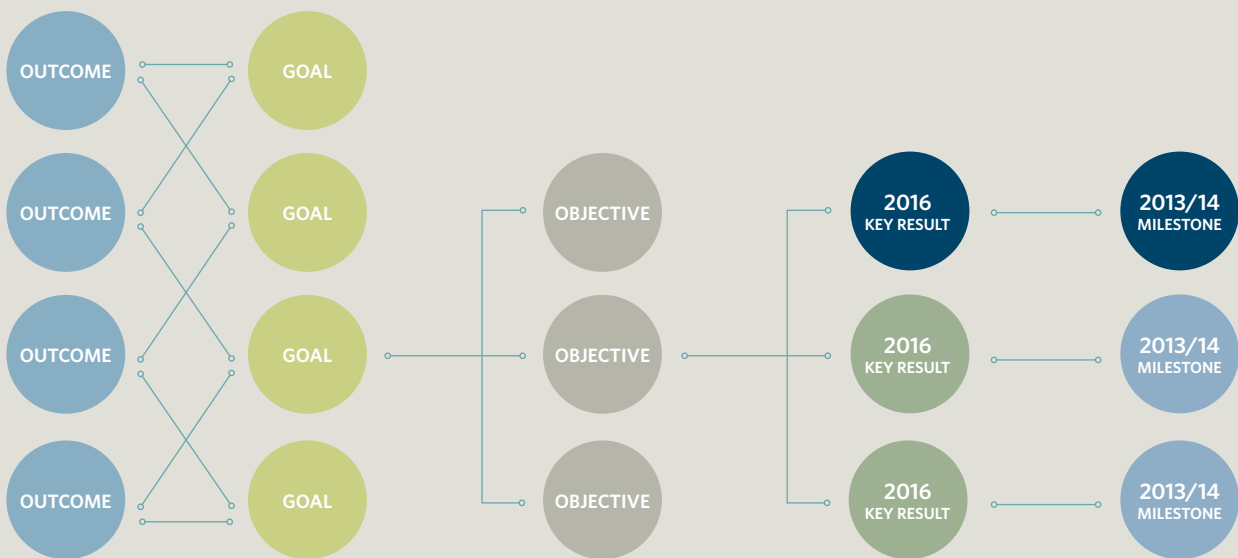 OUTCOME
GOAL
OUTCOME
GOAL
OBJECTIVE
2016
KEY RESULT
2013/14
MILESTONE
OUTCOME
GOAL
OBJECTIVE
2016
KEY RESULT
2013/14
MILESTONE
OUTCOME
GOAL
OBJECTIVE
2016
KEY RESULT
2013/14
MILESTONE